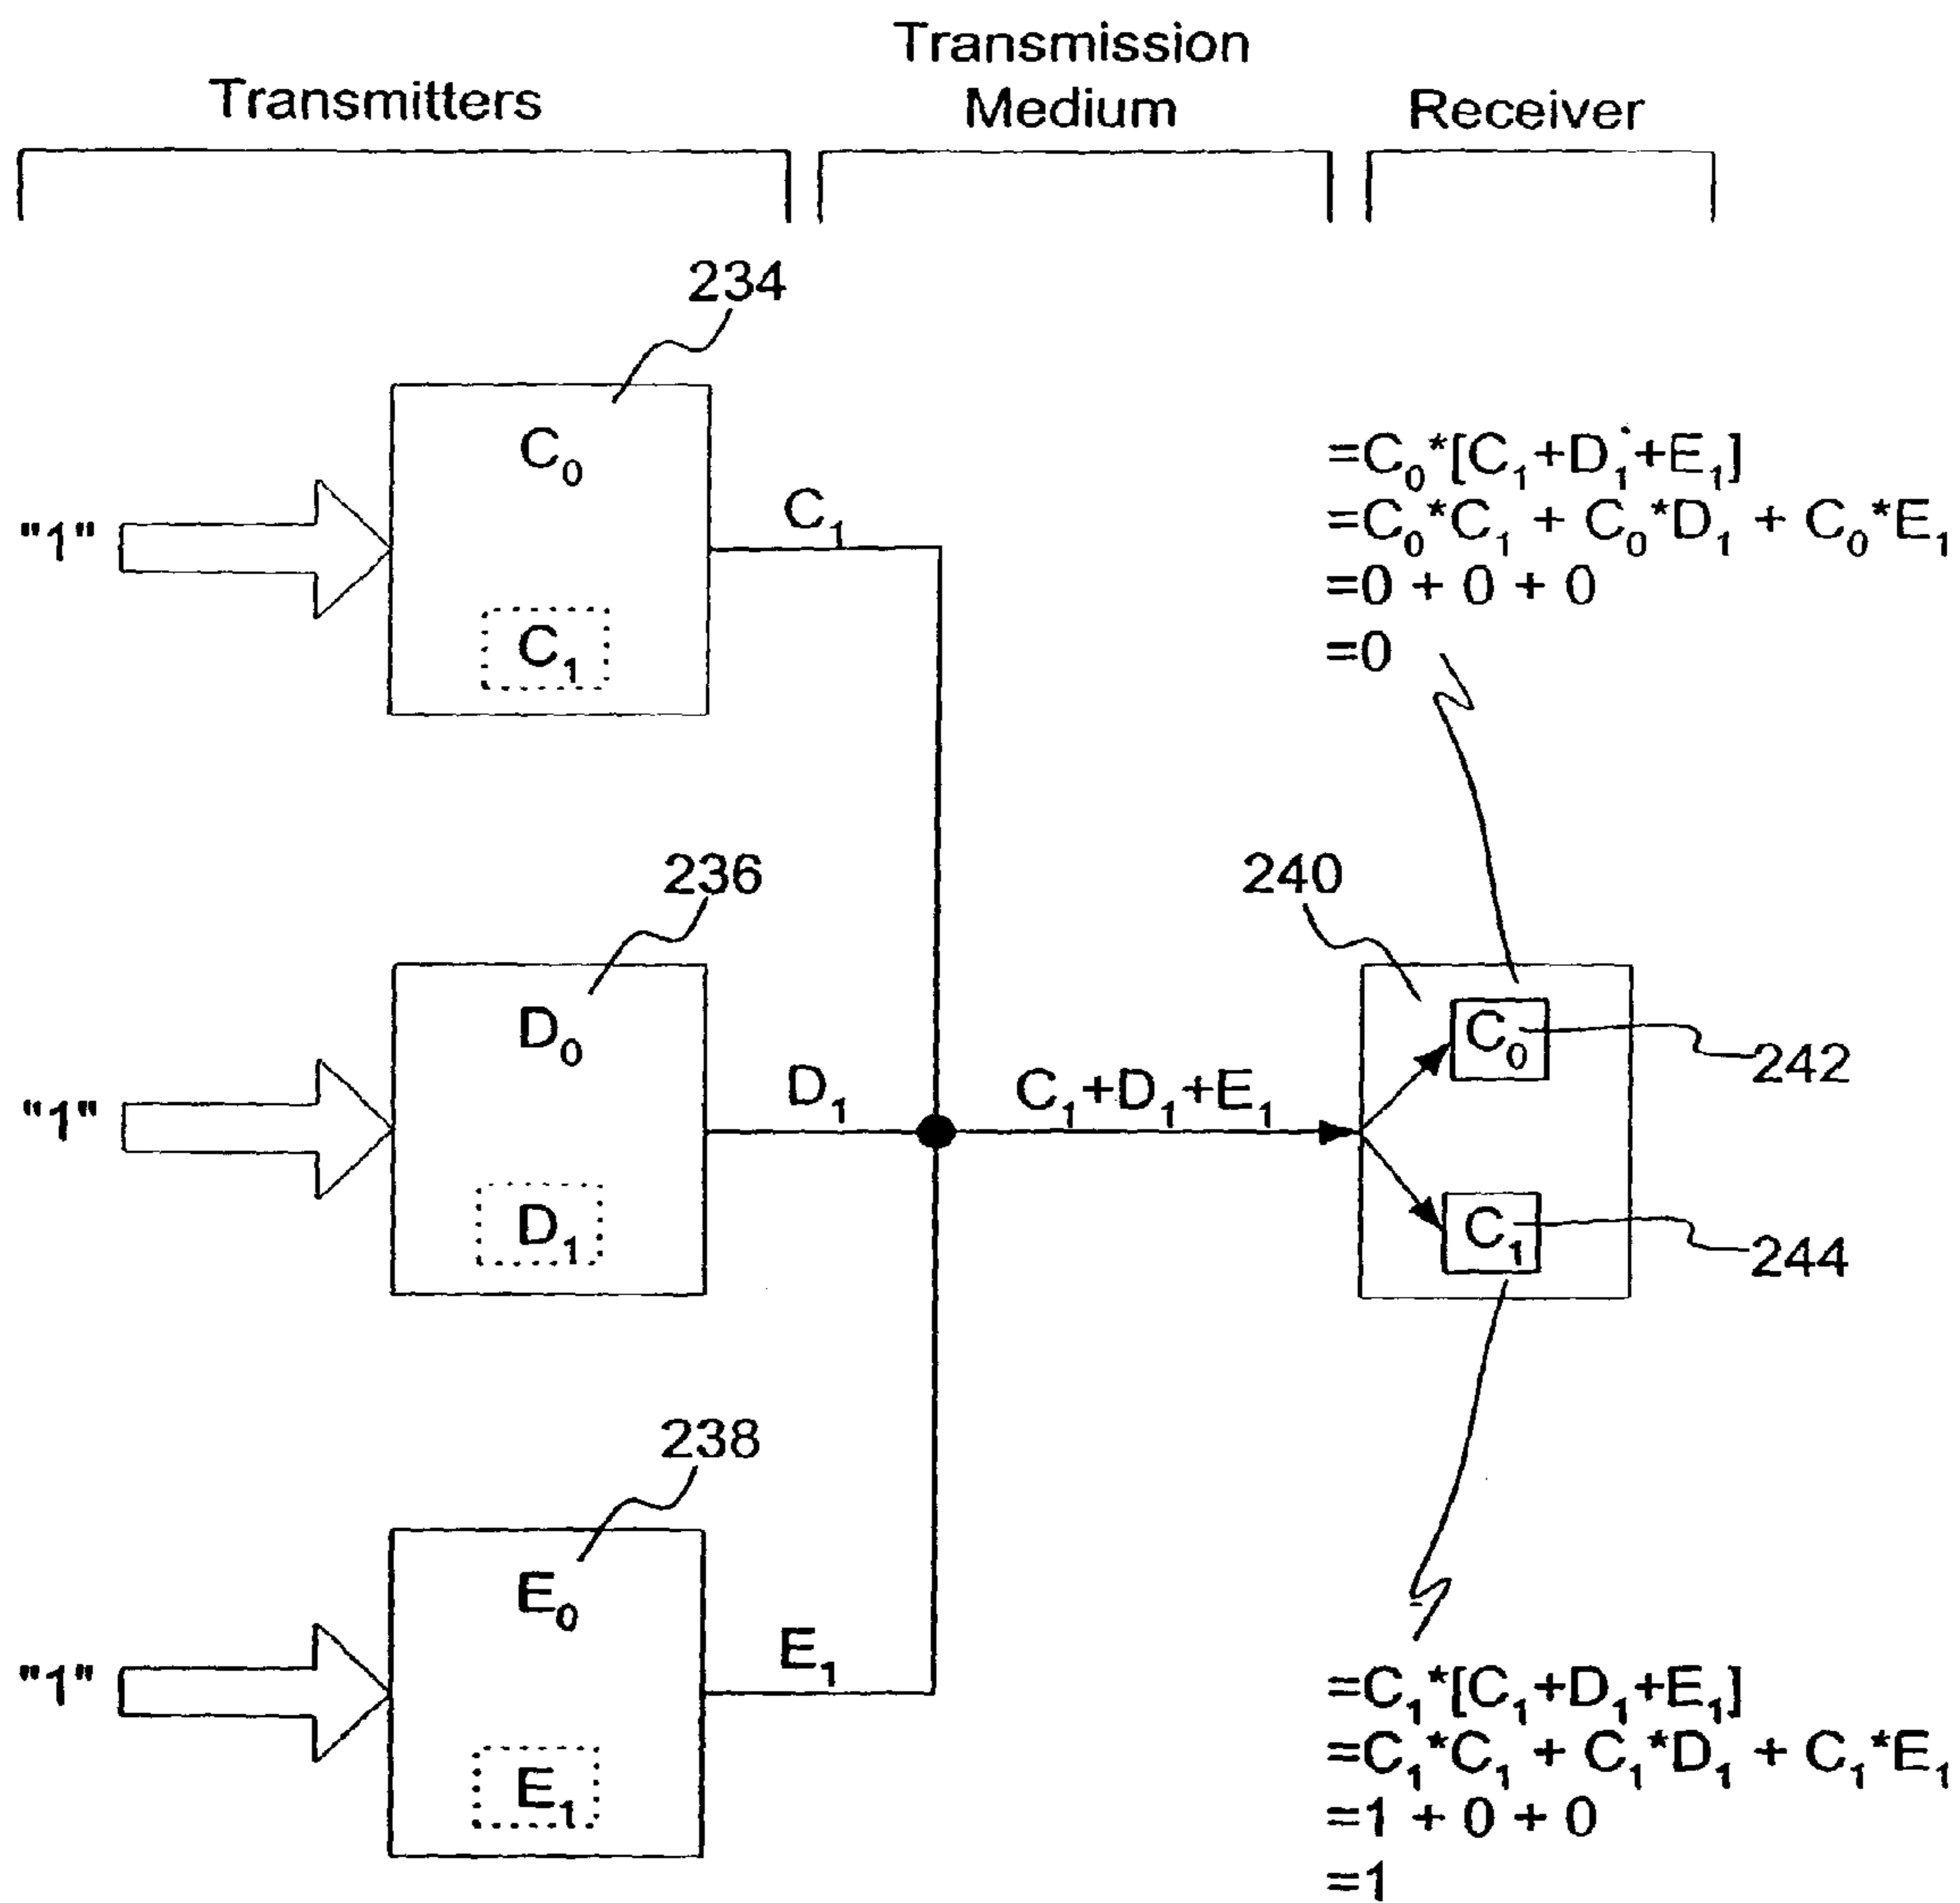 Transmitters
Transmission
Medium
Receiver
234
C₀
"1"
C₁
C₁
=C₀*[C₁+D₁+E₁]
=C₀*C₁ + C₀*D₁ + C₀*E₁
=0 + 0 + 0
=0
236
240
D₀
C₀
242
"1"
D₁
C₁+D₁+E₁
D₁
C₁
244
238
E₀
"1"
E₁
E₁
=C₁*[C₁+D₁+E₁]
=C₁*C₁ + C₁*D₁ + C₁*E₁
=1 + 0 + 0
=1